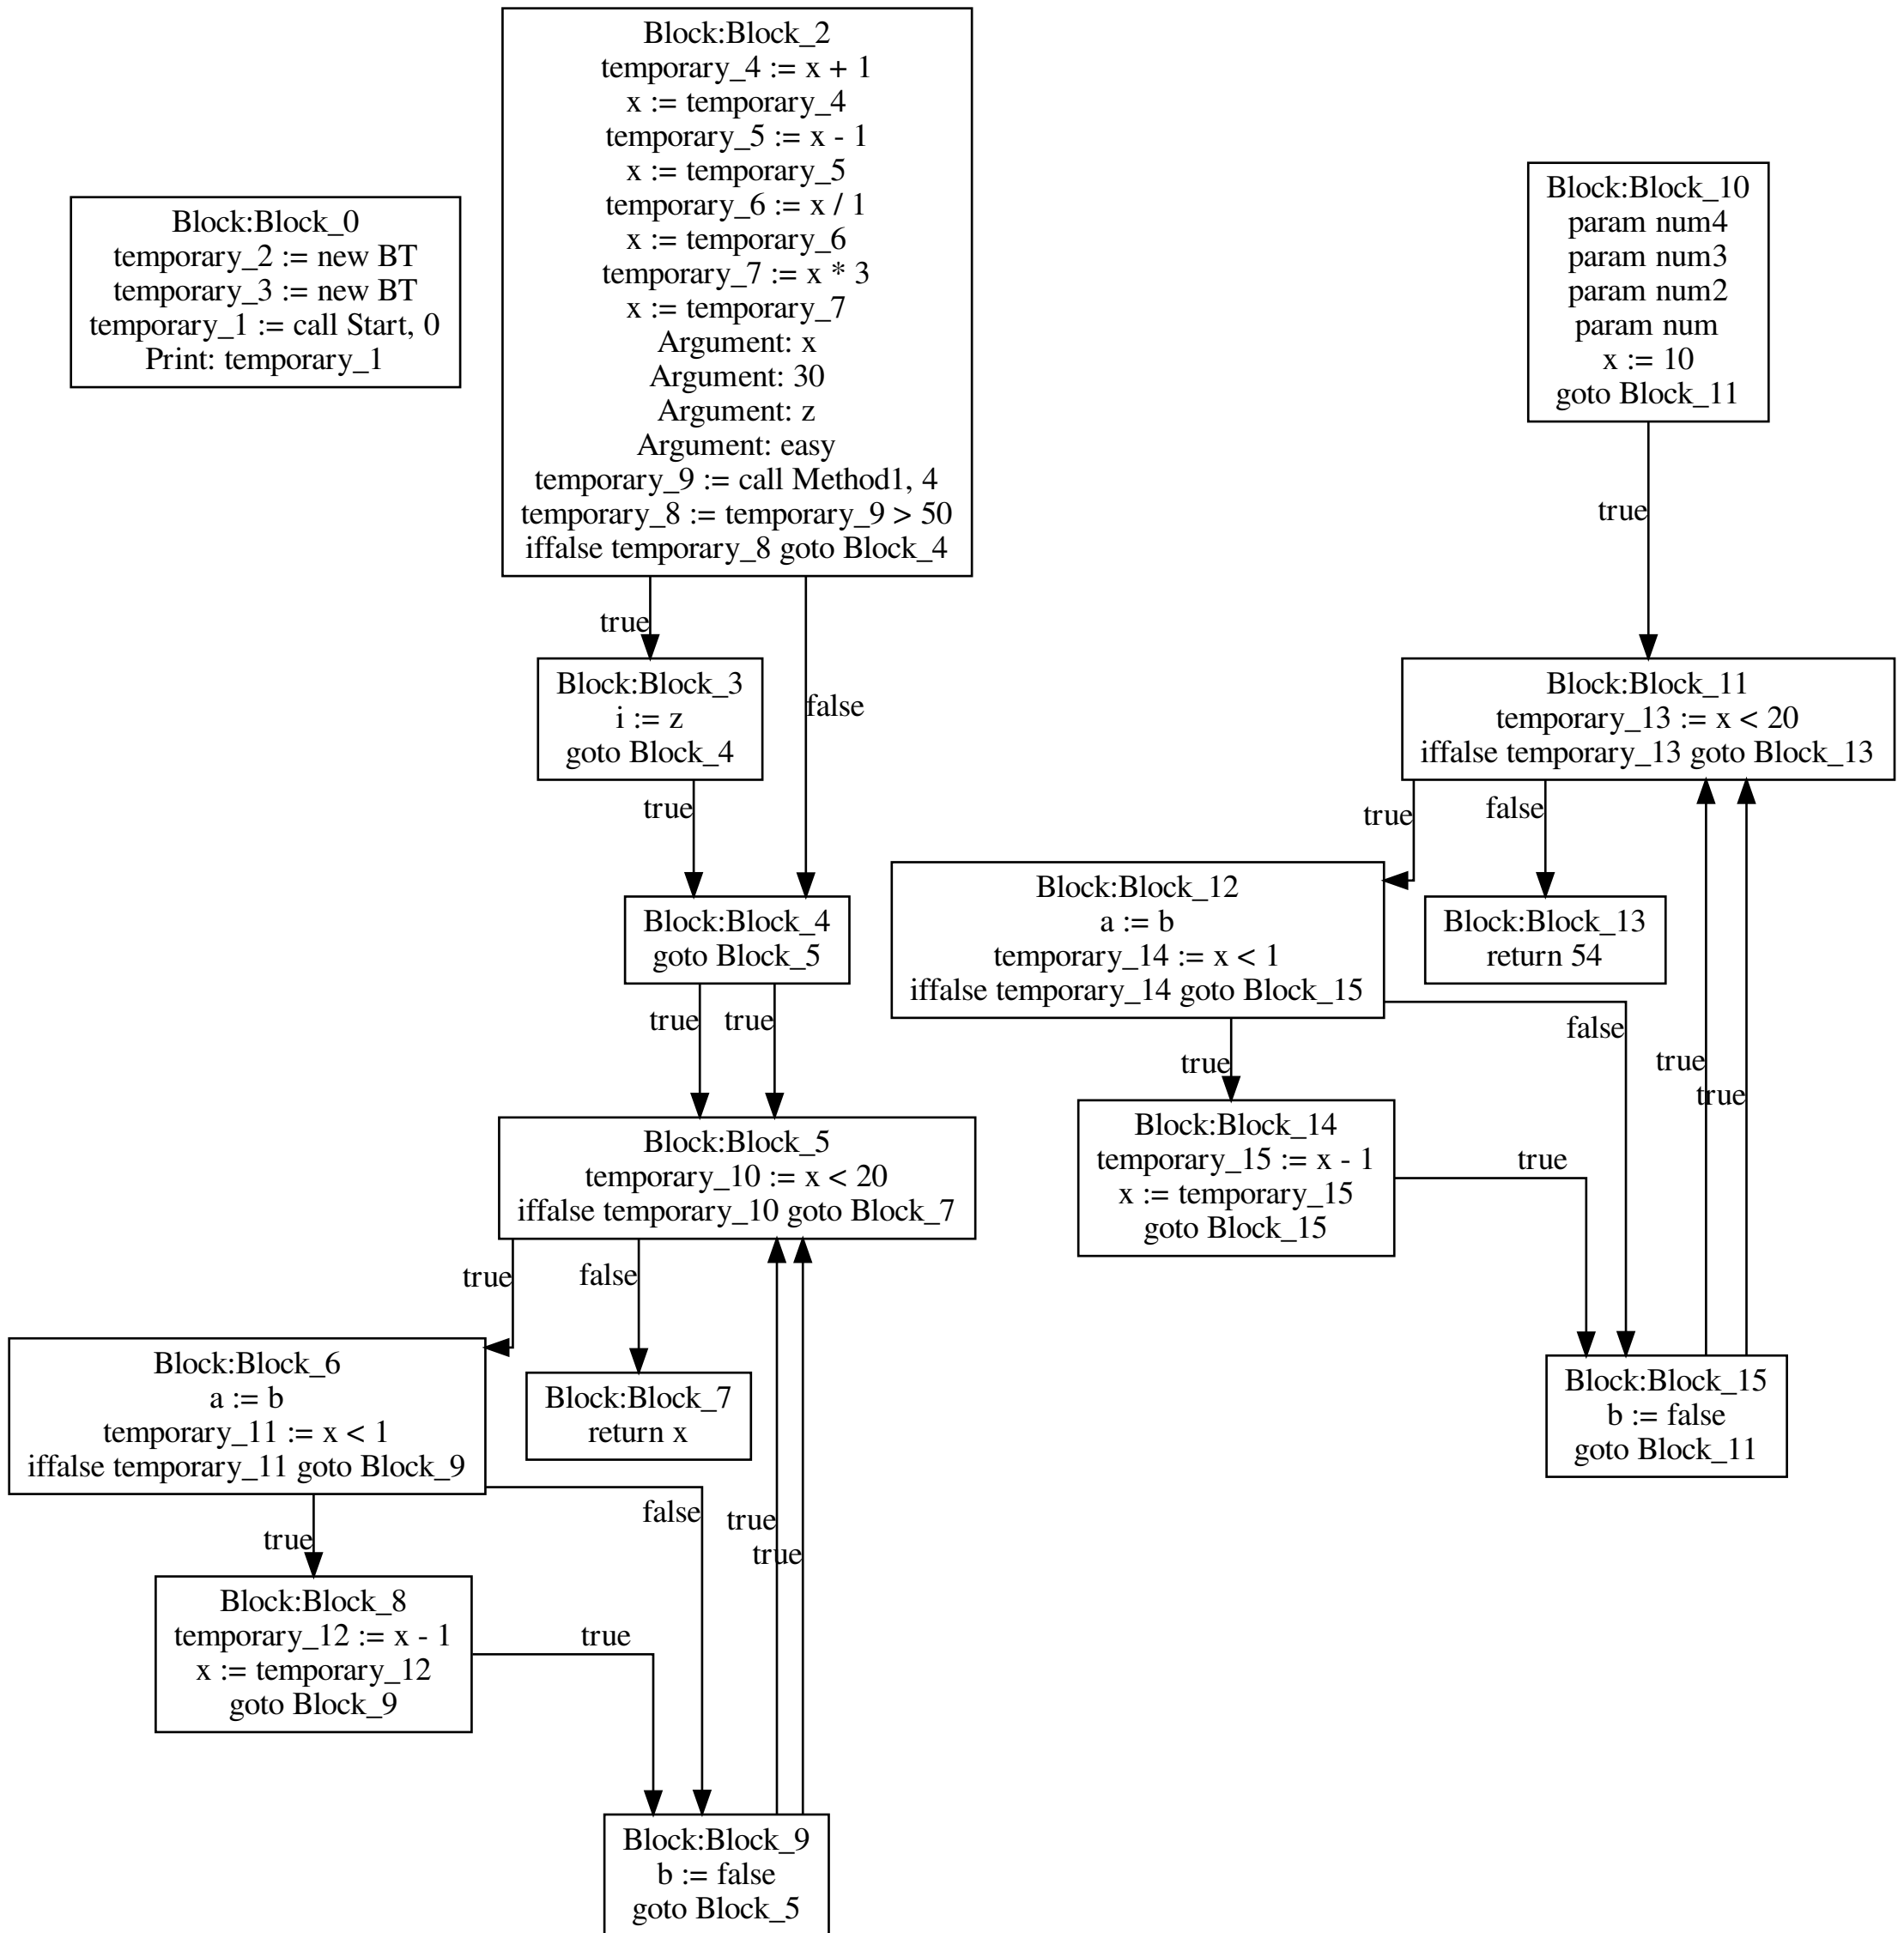 Block:Block_2
temporary_4 := x + 1
x := temporary_4
temporary_5 := x - 1
x := temporary_5
temporary_6 := x / 1
x := temporary_6
temporary_7 := x * 3
x := temporary_7
Argument: x
Argument: 30
Argument: z
Argument: easy
temporary_9 := call Method1, 4
temporary_8 := temporary_9 > 50
iffalse temporary_8 goto Block_4
Block:Block_0
temporary_2 := new BT
temporary_3 := new BT
temporary_1 := call Start, 0
Print: temporary_1
Block:Block_10
param num4
param num3
param num2
param num
x := 10
goto Block_11
true
true
false
Block:Block_3
i := z
goto Block_4
Block:Block_11
temporary_13 := x < 20
iffalse temporary_13 goto Block_13
true
true
false
Block:Block_4
goto Block_5
Block:Block_12
a := b
temporary_14 := x < 1
iffalse temporary_14 goto Block_15
Block:Block_13
return 54
true
true
true
false
true
true
Block:Block_5
temporary_10 := x < 20
iffalse temporary_10 goto Block_7
Block:Block_14
temporary_15 := x - 1
x := temporary_15
goto Block_15
true
true
false
Block:Block_6
a := b
temporary_11 := x < 1
iffalse temporary_11 goto Block_9
Block:Block_7
return x
Block:Block_15
b := false
goto Block_11
true
false
true
true
Block:Block_8
temporary_12 := x - 1
x := temporary_12
goto Block_9
true
Block:Block_9
b := false
goto Block_5